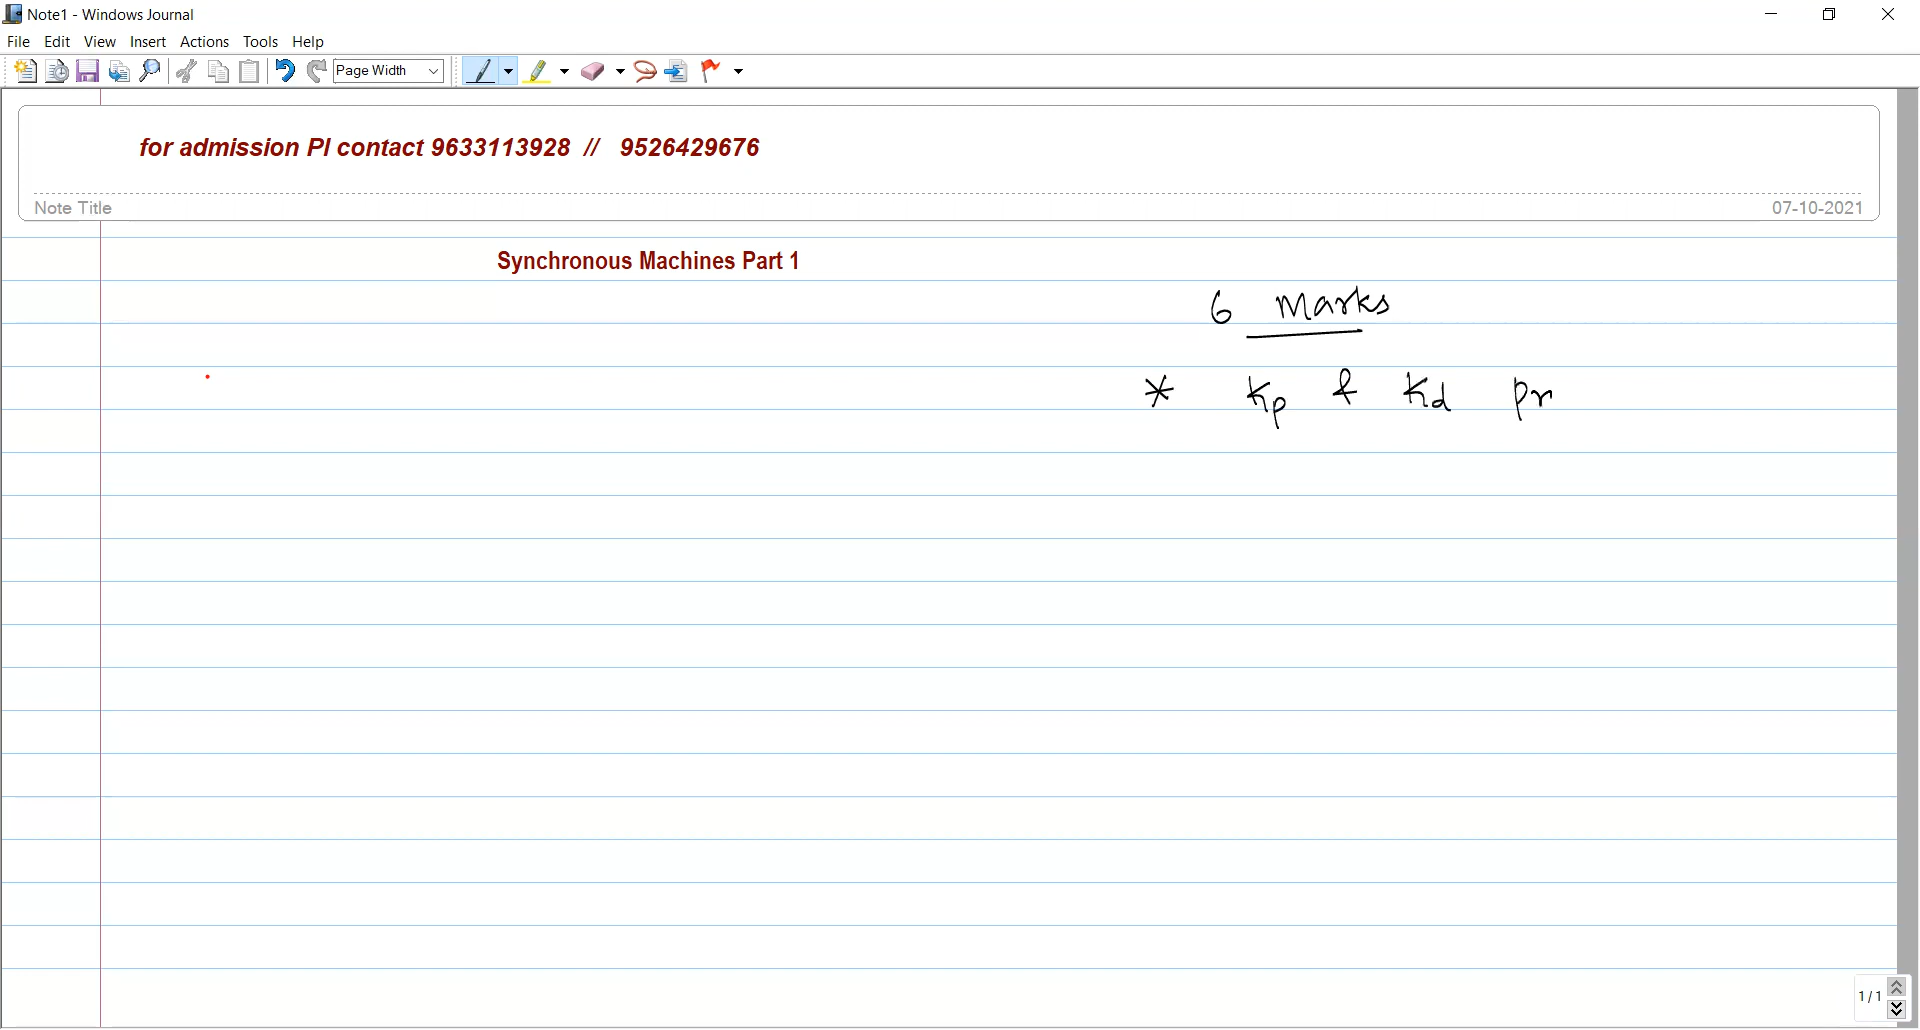 Note1 - Windows Journal
File Edit View Insert Actions Tools Help
Page Width
for admission Pl contact 9633113928 // 9526429676
Note Title 07-10-2021
Synchronous Machines Part 1
6 Marks
* Kp & Kd pr
1 / 1